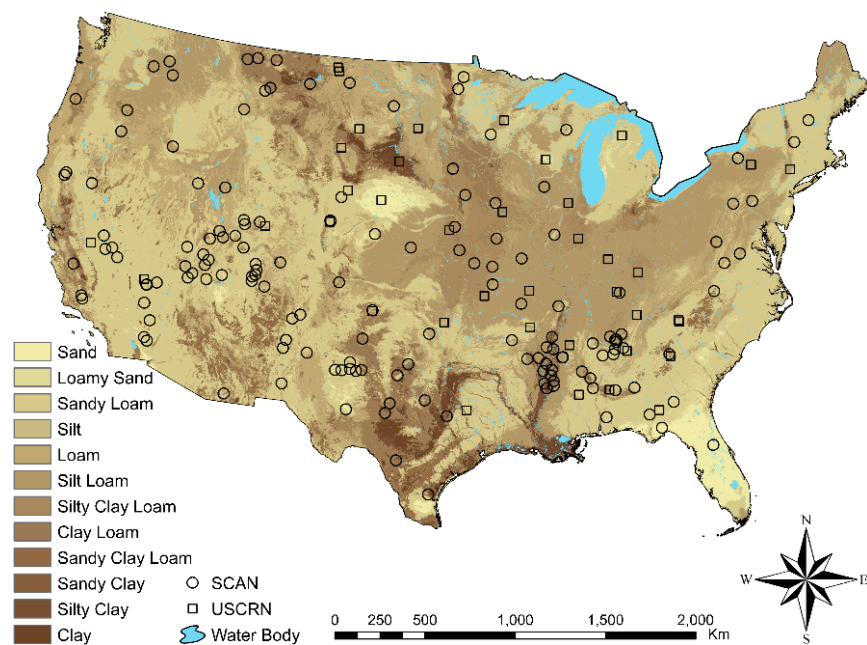 Sand
Loamy Sand
Sandy Loam
Silt
Loam
Silt Loam
Silty Clay Loam
Clay Loam
Sandy Clay Loam
Sandy Clay
Silty Clay
Clay
SCAN
USCRN
Water Body
0 250 500 1,000 1,500 2,000
Km
N
W E
S